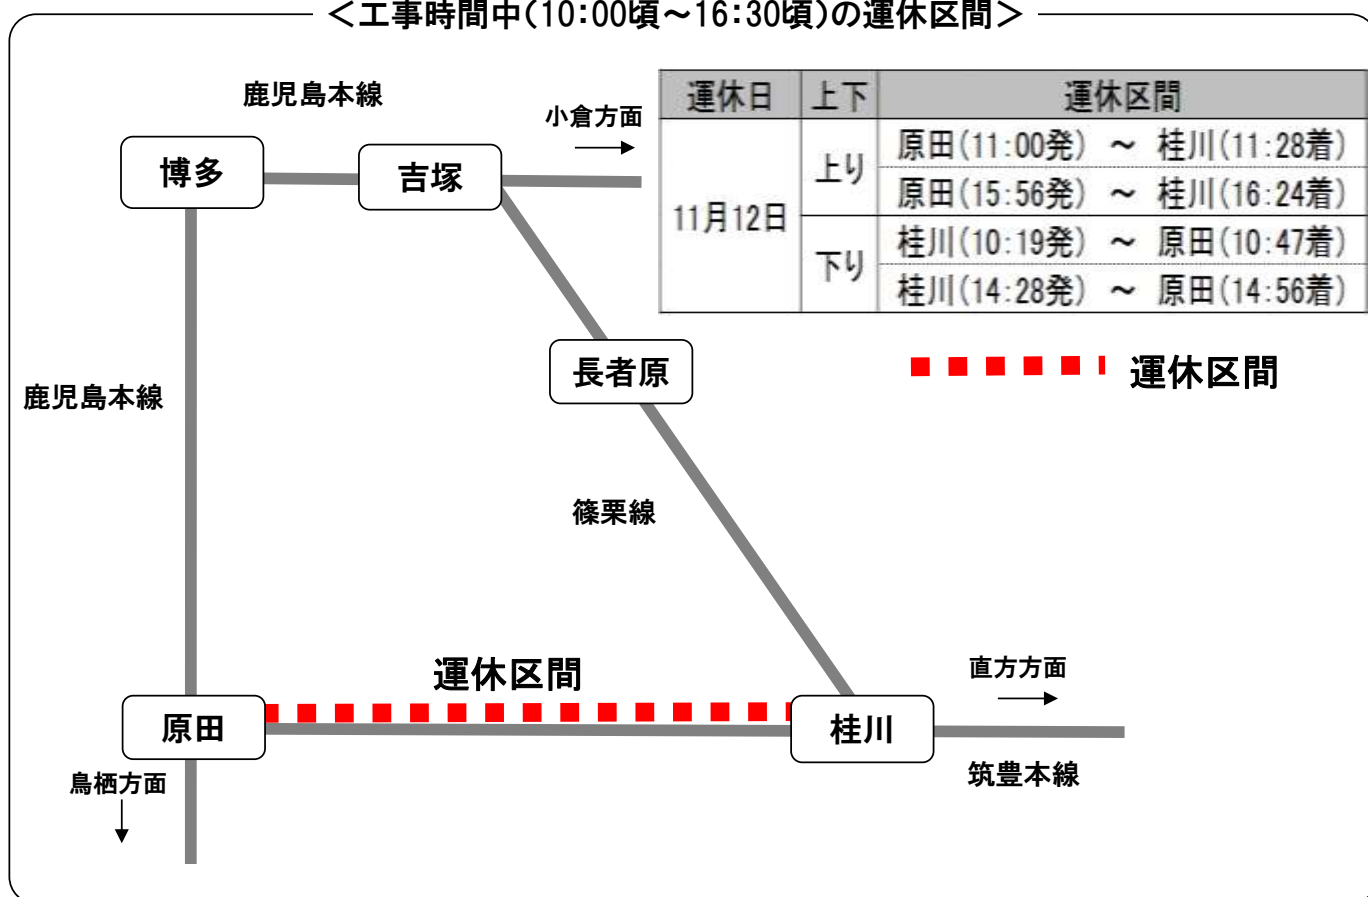 ＜工事時間中(10:00頃～16:30頃)の運休区間＞
鹿児島本線
小倉方面
博多
吉塚
運休日 上下 運休区間
11月12日
上り
原田(11:00発) ～ 桂川(11:28着)
原田(15:56発) ～ 桂川(16:24着)
下り
桂川(10:19発) ～ 原田(10:47着)
桂川(14:28発) ～ 原田(14:56着)
長者原
運休区間
鹿児島本線
篠栗線
運休区間
直方方面
原田
桂川
鳥栖方面
筑豊本線